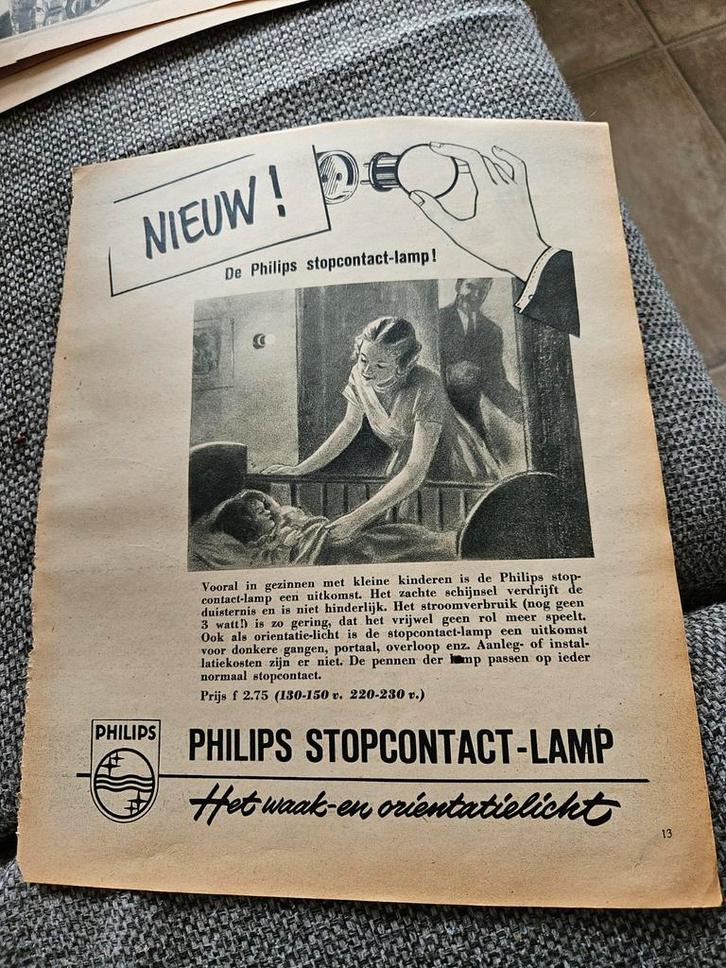 NIEUW!
De Philips stopcontact-lamp!
Vooral in gezinnen met kleine kinderen is de Philips stop-
contact-lamp een uitkomst. Het zachte schijnsel verdrijft de
duisternis en is niet hinderlijk. Het stroomverbruik (nog geen
3 watt!) is zo gering, dat het vrijwel geen rol meer speelt.
Ook als orientatie-licht is de stopcontact-lamp een uitkomst
voor donkere gangen, portaal, overloop enz. Aanleg- of instal-
latiekosten zijn er niet. De pennen der lamp passen op ieder
normaal stopcontact.
Prijs f 2.75 (130-150 v. 220-230 v.)
PHILIPS
PHILIPS STOPCONTACT-LAMP
Het waak- en orientatielicht
13